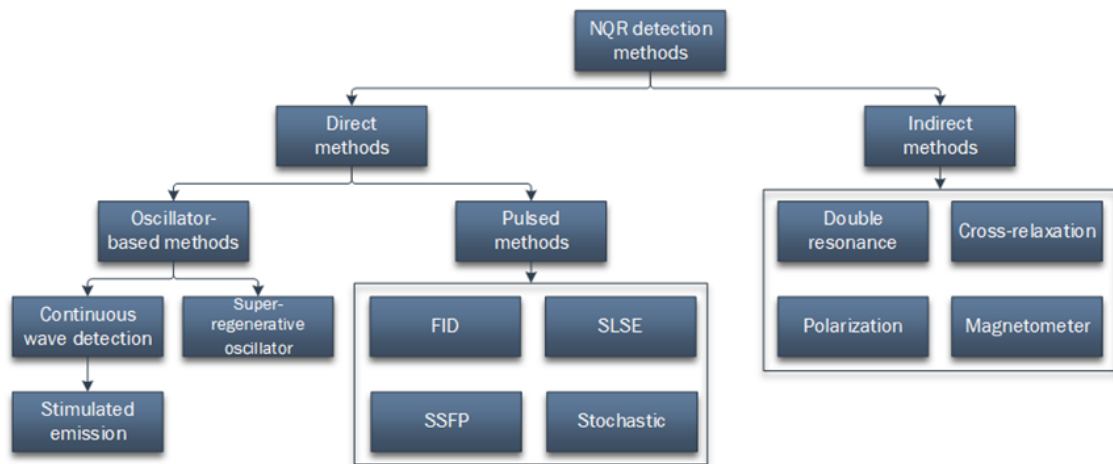 NQR detection
methods
Direct
methods
Indirect
methods
Oscillator-
based methods
Pulsed
methods
Double
resonance
Cross-relaxation
Continuous
wave detection
Super-
regenerative
oscillator
FID
SLSE
Polarization
Magnetometer
Stimulated
emission
SSFP
Stochastic